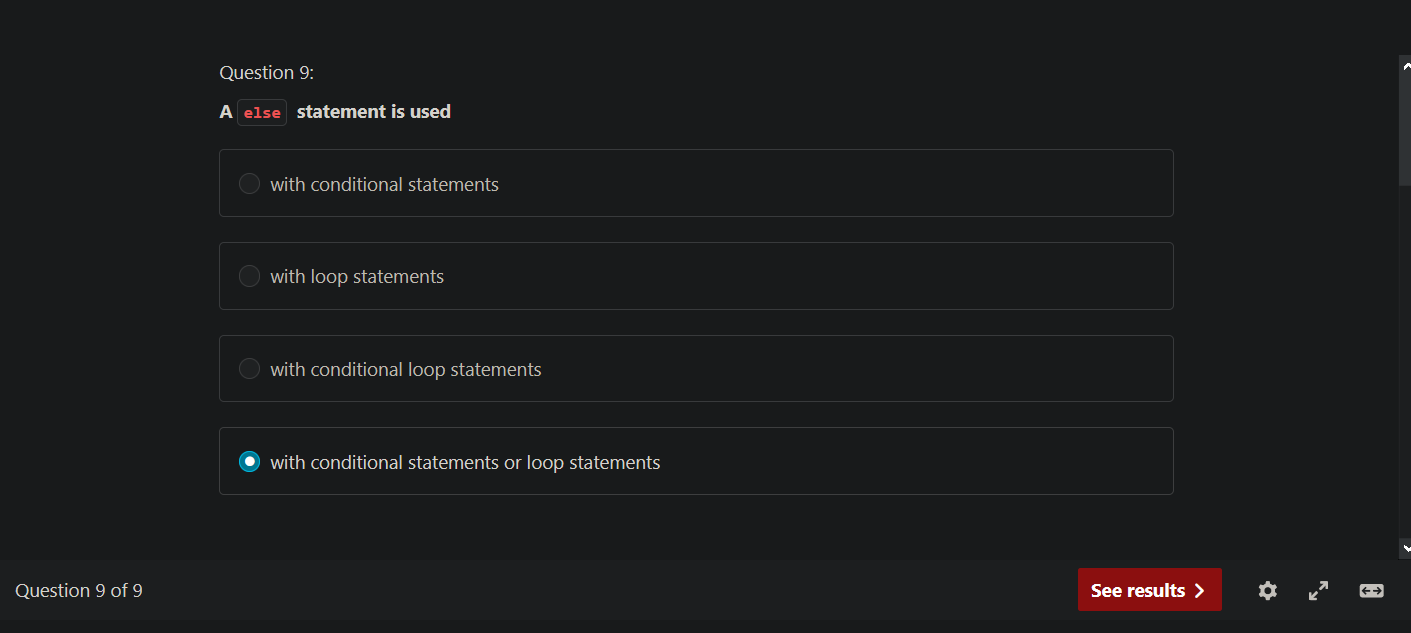 Question 9:
A else statement is used
with conditional statements
with loop statements
with conditional loop statements
with conditional statements or loop statements
Question 9 of 9
See results